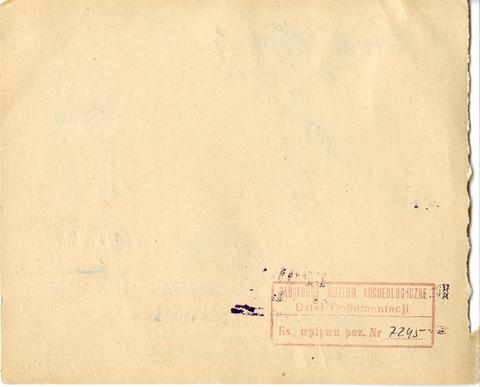 PAŃSTWOWE MUZEUM ARCHEOLOGICZNE
Dział Dokumentacji
Ks. wpływu poz. Nr 7245